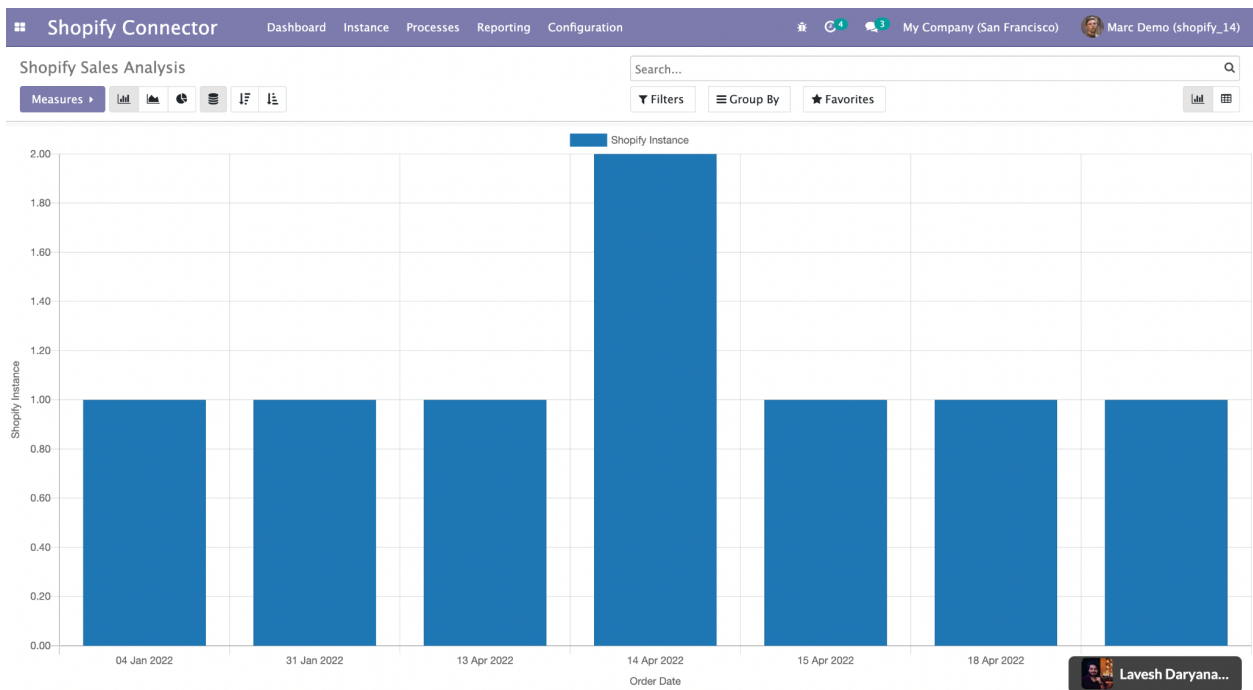 Shopify Connector Dashboard Instance Processes Reporting Configuration 4 3 My Company (San Francisco) Marc Demo (shopify_14)
Shopify Sales Analysis Search...
Measures Filters Group By Favorites
Shopify Instance
2.00
1.80
1.60
1.40
1.20
1.00
0.80
0.60
0.40
0.20
0.00
Shopify Instance
04 Jan 2022 31 Jan 2022 13 Apr 2022 14 Apr 2022 15 Apr 2022 18 Apr 2022
Order Date
Lavesh Daryana...